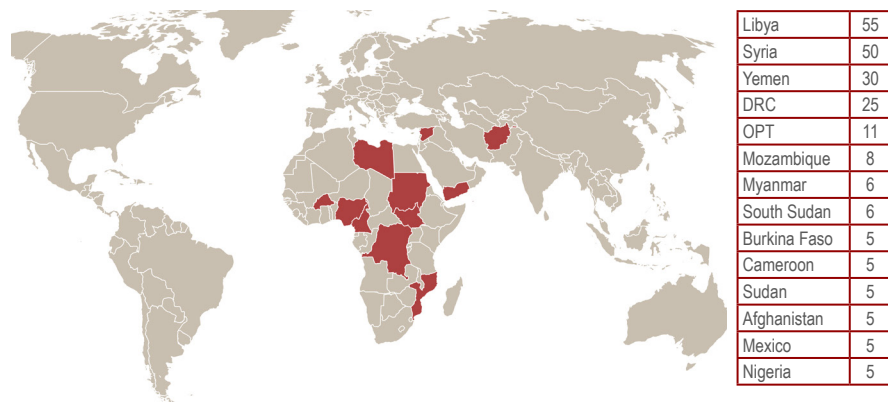 Libya 55
Syria 50
Yemen 30
DRC 25
OPT 11
Mozambique 8
Myanmar 6
South Sudan 6
Burkina Faso 5
Cameroon 5
Sudan 5
Afghanistan 5
Mexico 5
Nigeria 5